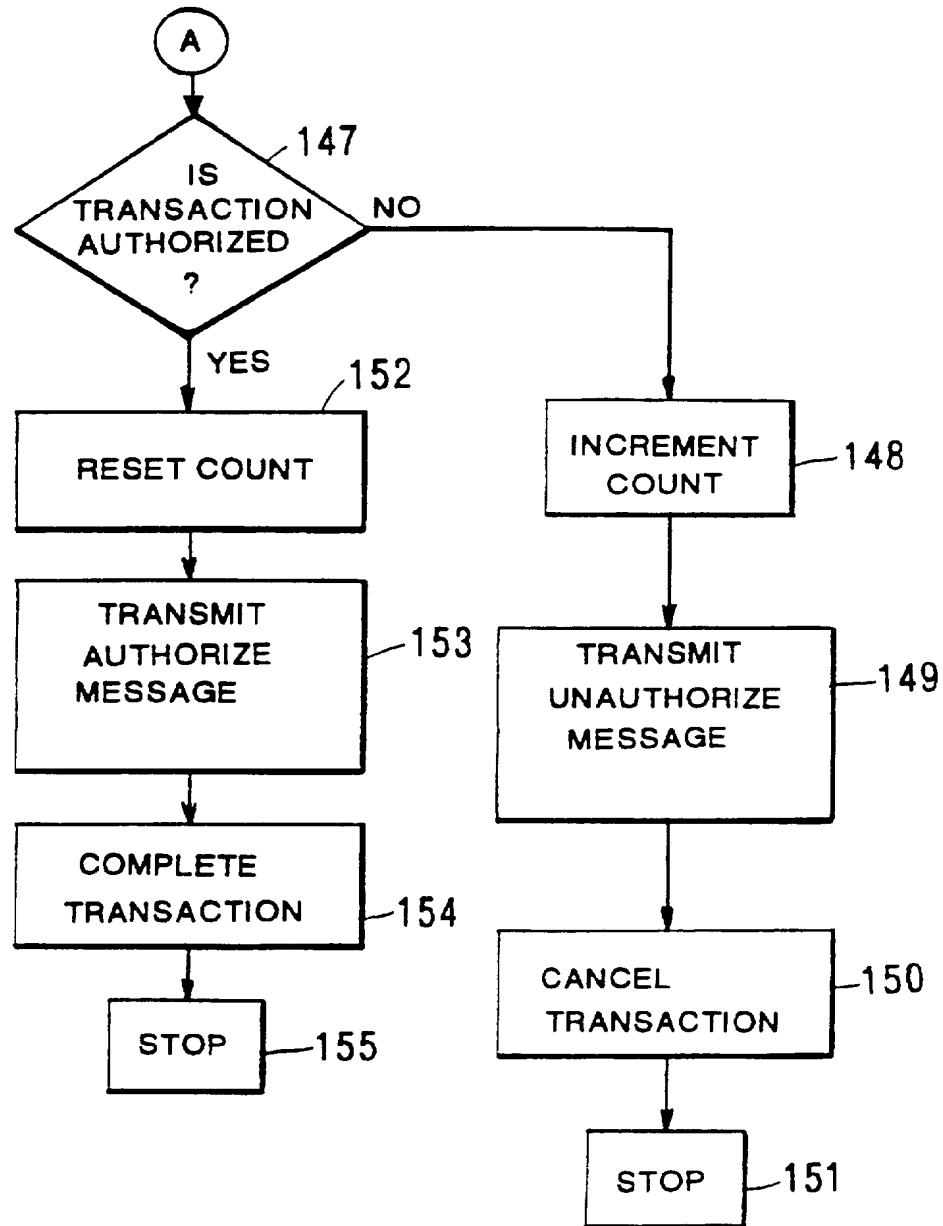 A
147
IS
TRANSACTION
AUTHORIZED
?
NO
YES
152
RESET COUNT
INCREMENT
COUNT
148
TRANSMIT
AUTHORIZE
MESSAGE
153
TRANSMIT
UNAUTHORIZE
MESSAGE
149
COMPLETE
TRANSACTION
154
CANCEL
TRANSACTION
150
STOP
155
STOP
151